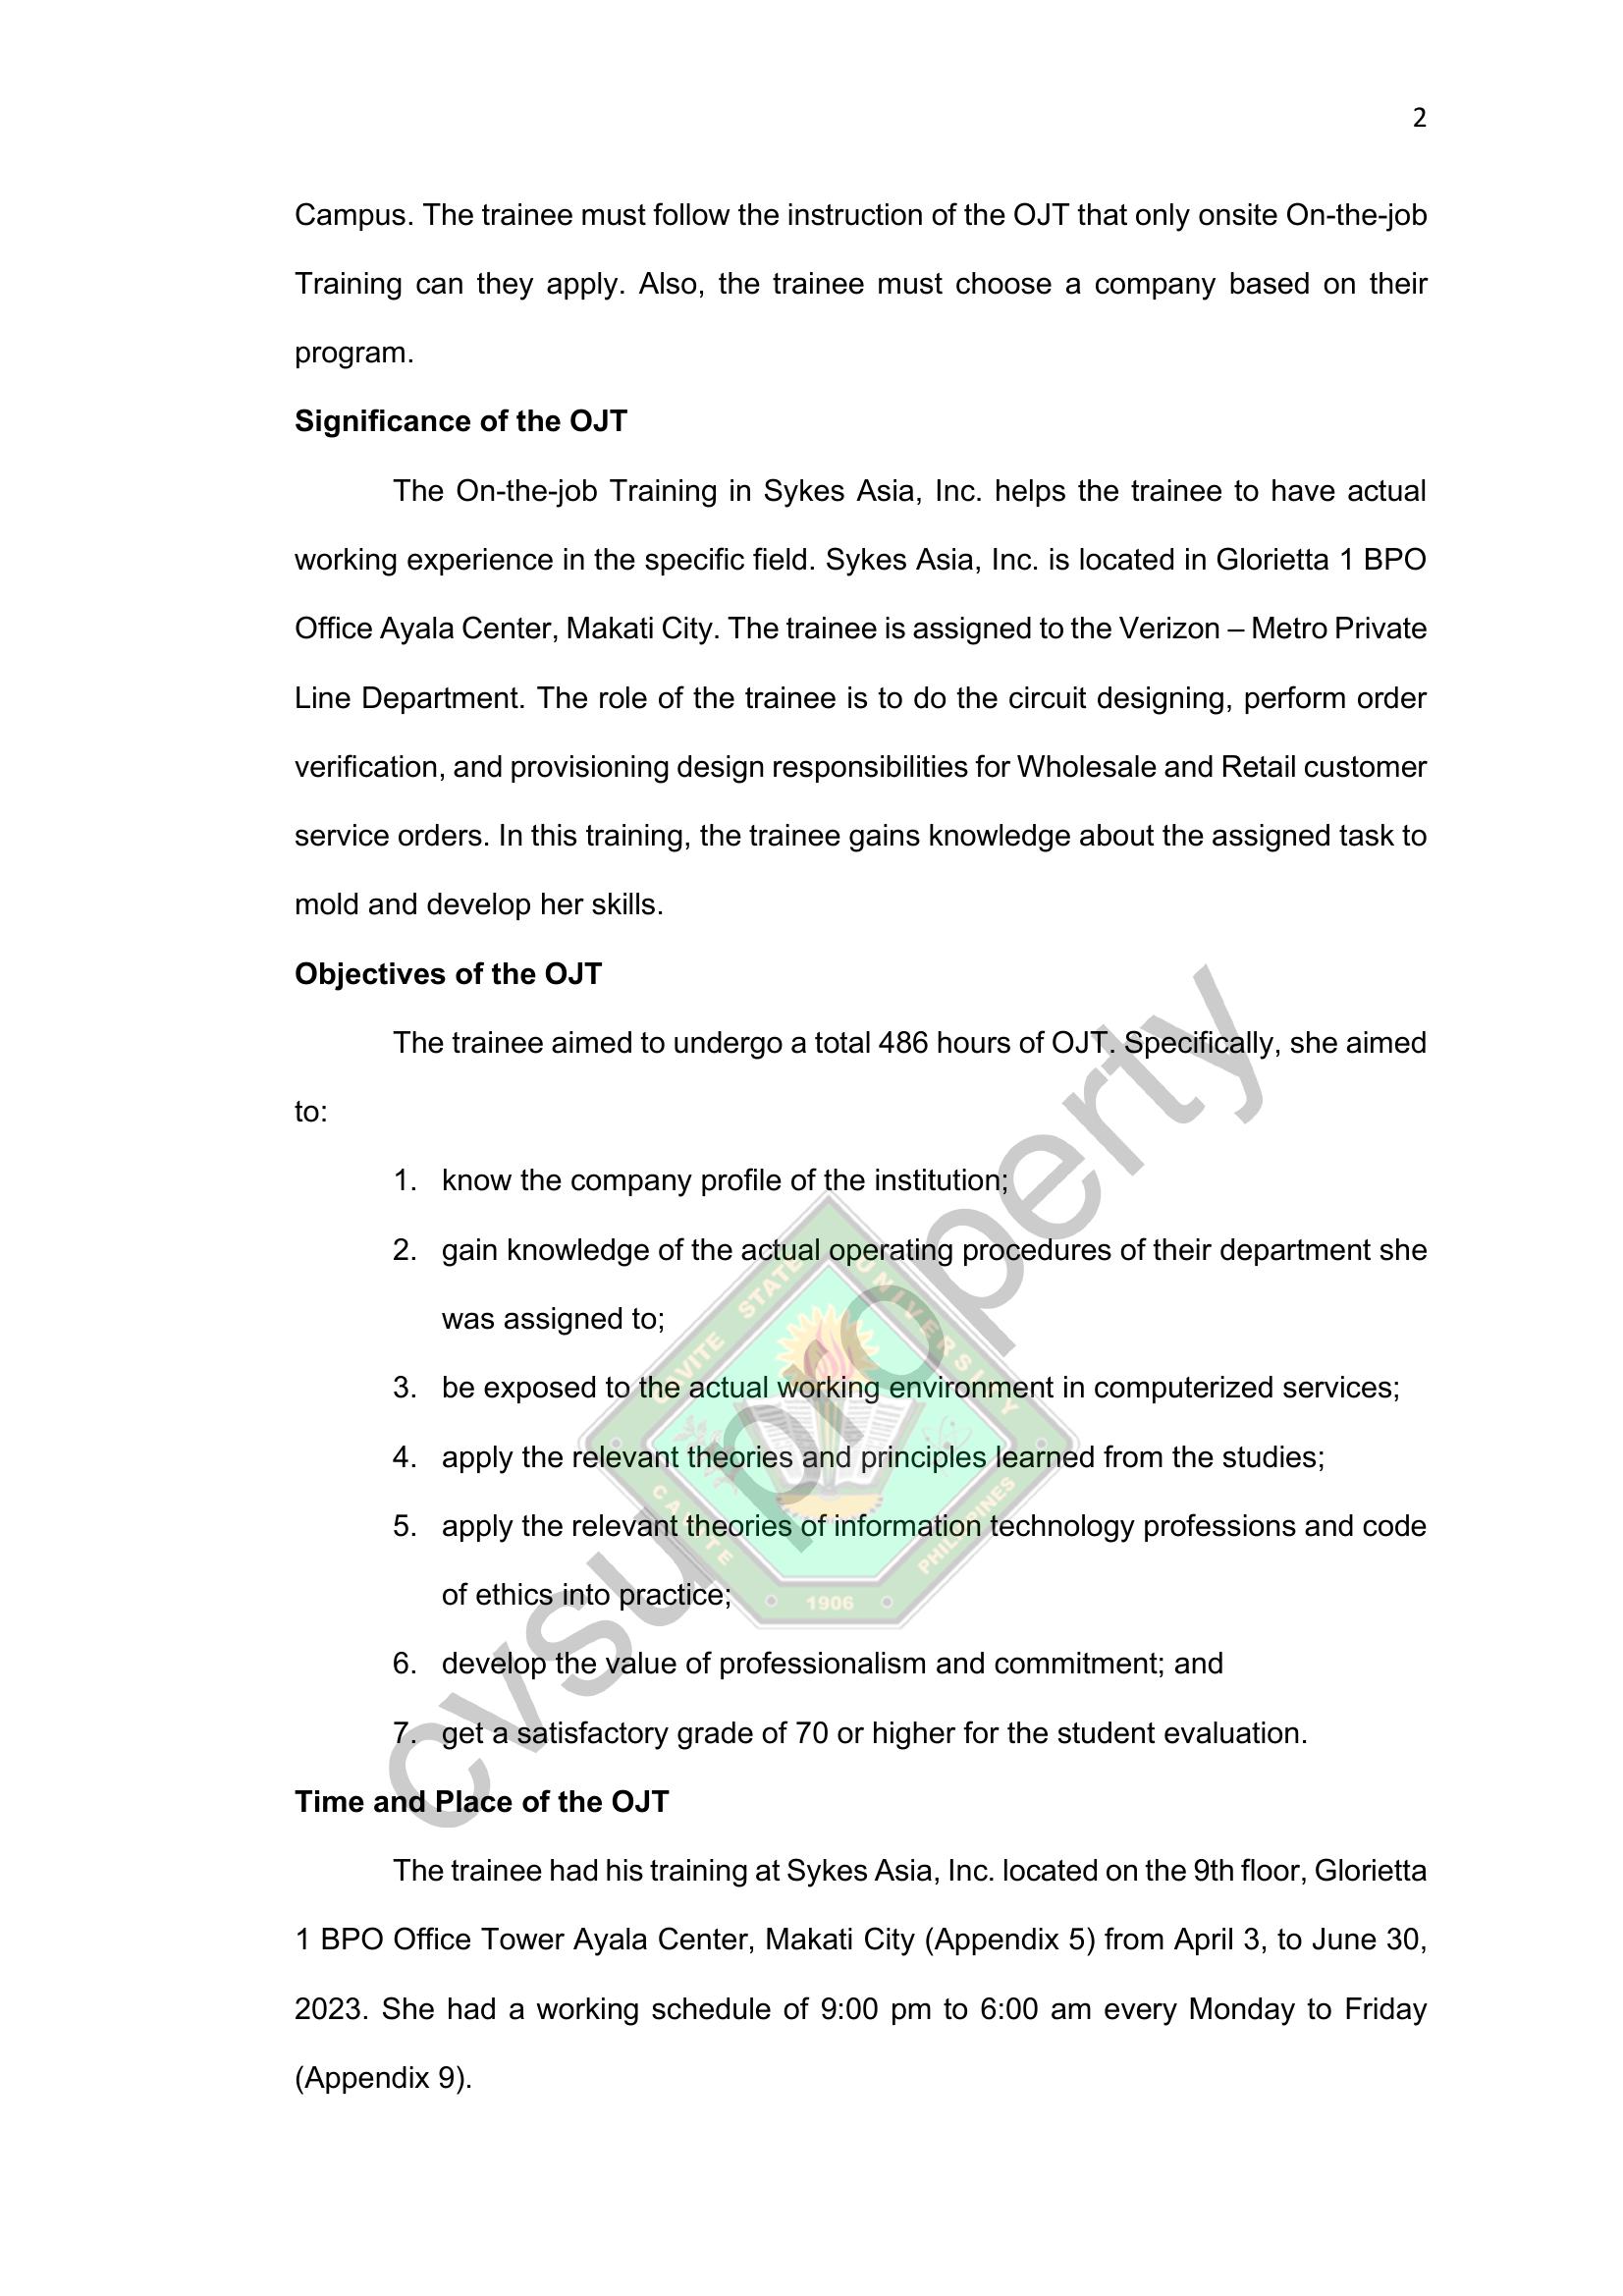 2
Campus. The trainee must follow the instruction of the OJT that only onsite On-the-job
Training can they apply. Also, the trainee must choose a company based on their
program.
Significance of the OJT
The On-the-job Training in Sykes Asia, Inc. helps the trainee to have actual
working experience in the specific field. Sykes Asia, Inc. is located in Glorietta 1 BPO
Office Ayala Center, Makati City. The trainee is assigned to the Verizon – Metro Private
Line Department. The role of the trainee is to do the circuit designing, perform order
verification, and provisioning design responsibilities for Wholesale and Retail customer
service orders. In this training, the trainee gains knowledge about the assigned task to
mold and develop her skills.
Objectives of the OJT
The trainee aimed to undergo a total 486 hours of OJT. Specifically, she aimed
to:
1. know the company profile of the institution;
2. gain knowledge of the actual operating procedures of their department she
was assigned to;
3. be exposed to the actual working environment in computerized services;
4. apply the relevant theories and principles learned from the studies;
5. apply the relevant theories of information technology professions and code
of ethics into practice;
6. develop the value of professionalism and commitment; and
7. get a satisfactory grade of 70 or higher for the student evaluation.
Time and Place of the OJT
The trainee had his training at Sykes Asia, Inc. located on the 9th floor, Glorietta
1 BPO Office Tower Ayala Center, Makati City (Appendix 5) from April 3, to June 30,
2023. She had a working schedule of 9:00 pm to 6:00 am every Monday to Friday
(Appendix 9).
cvsu property
CAVITE STATE UNIVERSITY
CAVITE
PHILIPPINES
1906